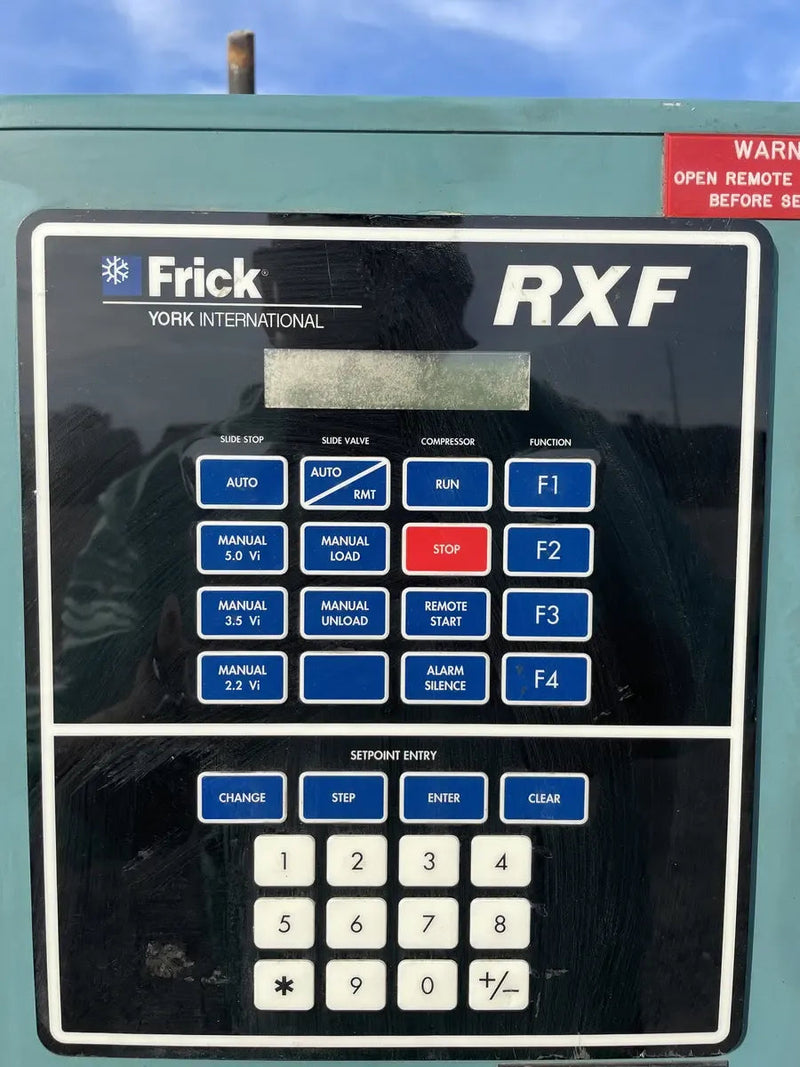 WARN
OPEN REMOTE
BEFORE SE
Frick®
YORK INTERNATIONAL
RXF
SLIDE STOP SLIDE VALVE COMPRESSOR FUNCTION
AUTO
AUTO
RMT
RUN
F1
MANUAL
5.0 Vi
MANUAL
LOAD
STOP
F2
MANUAL
3.5 Vi
MANUAL
UNLOAD
REMOTE
START
F3
MANUAL
2.2 Vi
ALARM
SILENCE
F4
SETPOINT ENTRY
CHANGE STEP ENTER CLEAR
1 2 3 4
5 6 7 8
* 9 0 +/−